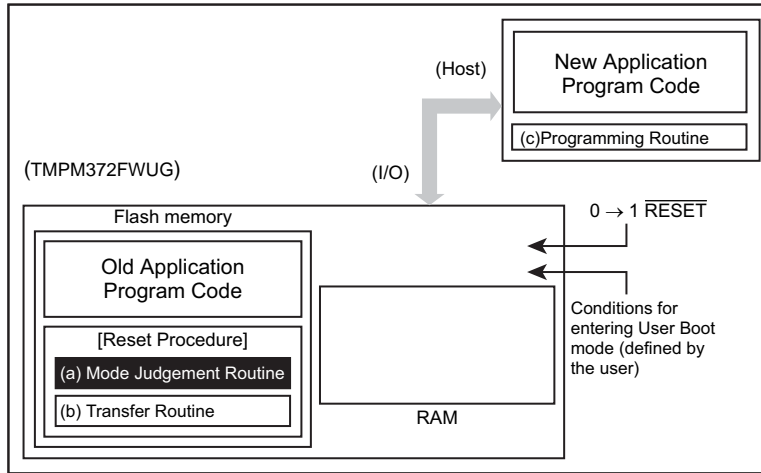 (Host)
New Application
Program Code
(c)Programming Routine
(TMPM372FWUG)
(I/O)
Flash memory
0 → 1 RESET
Old Application
Program Code
[Reset Procedure]
(a) Mode Judgement Routine
(b) Transfer Routine
RAM
Conditions for
entering User Boot
mode (defined by
the user)